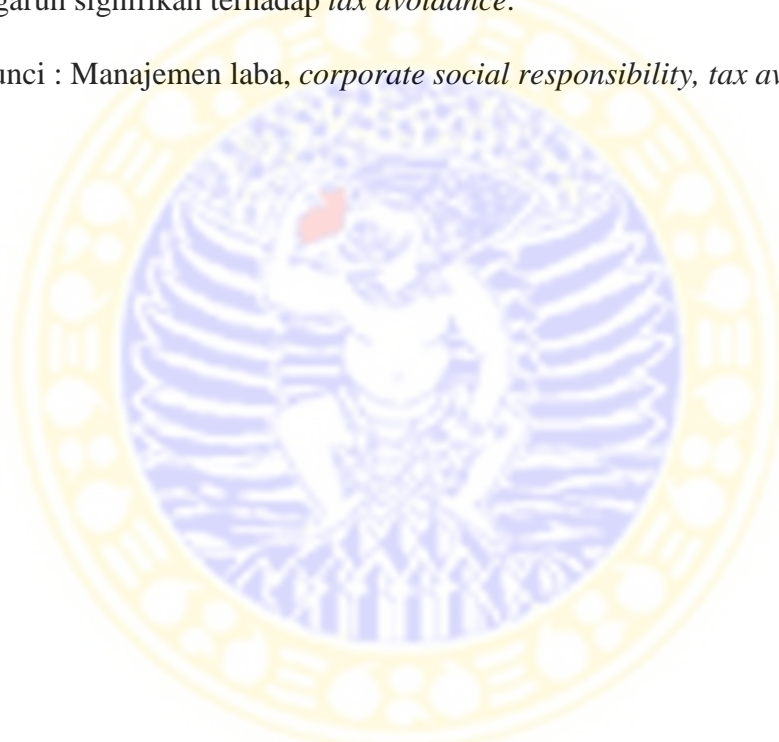 garuh signifikan terhadap tax avoidance.
unci : Manajemen laba, corporate social responsibility, tax av